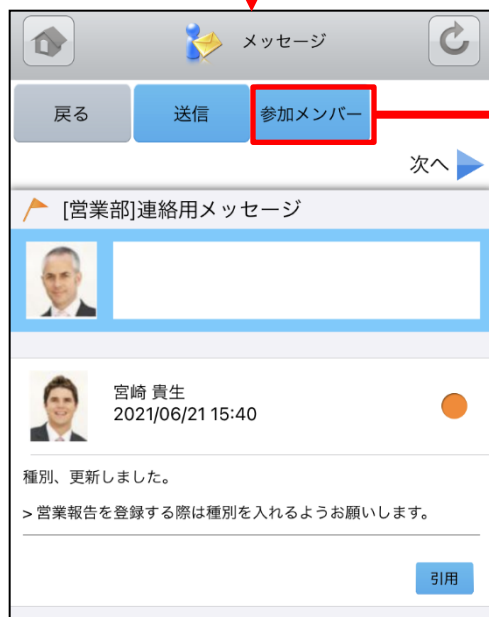 メッセージ
戻る
送信
参加メンバー
次へ
[営業部]連絡用メッセージ
宮崎 貴生
2021/06/21 15:40
種別、更新しました。
> 営業報告を登録する際は種別を入れるようお願いします。
引用